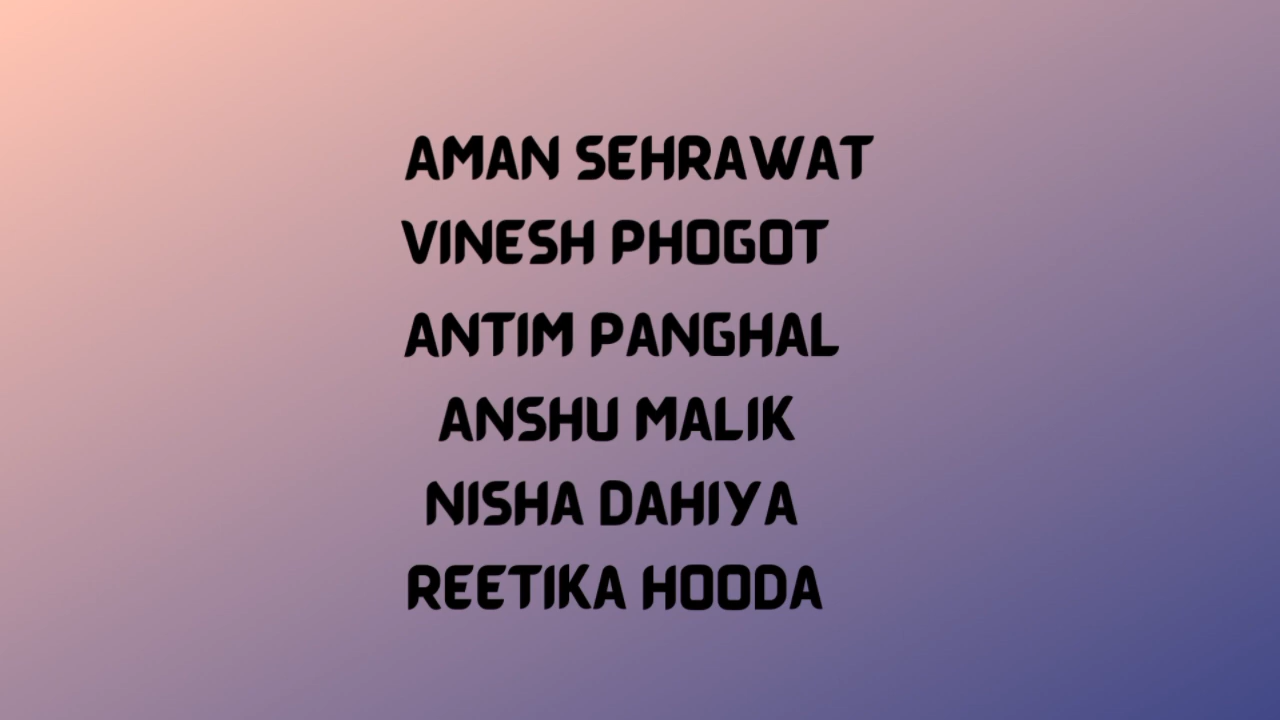 AMAN SEHRAWAT
VINESH PHOGOT
ANTIM PANGHAL
ANSHU MALIK
NISHA DAHIYA
REETIKA HOODA